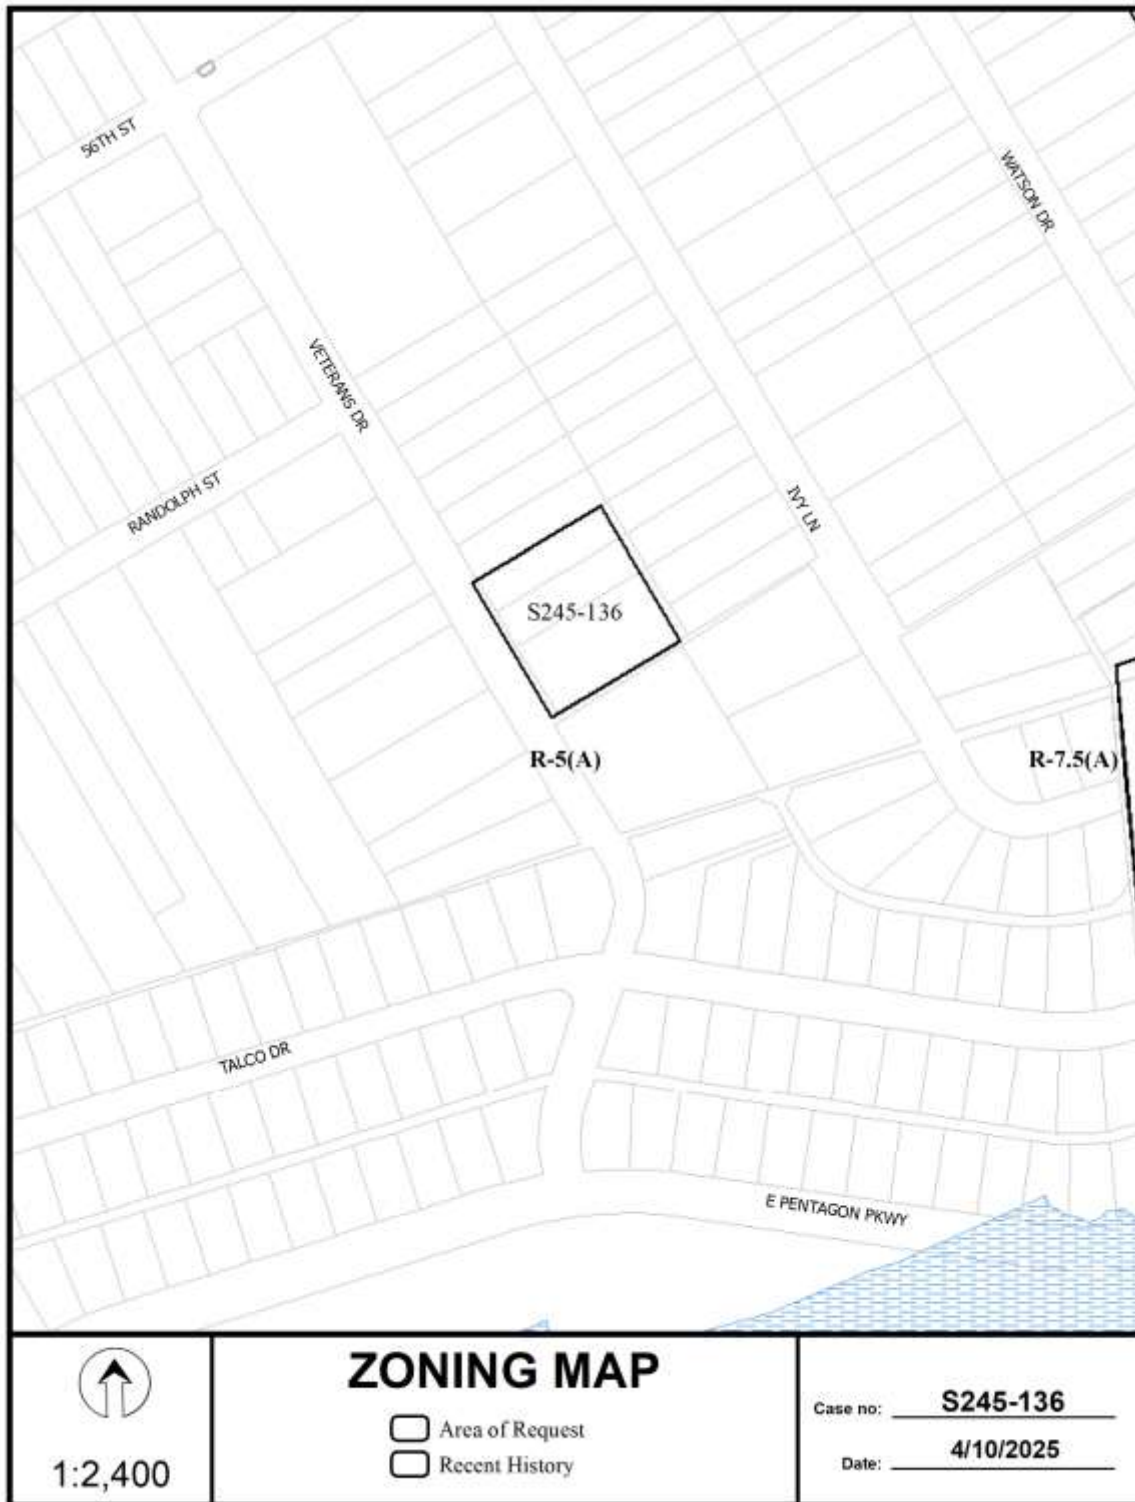 D
56TH ST
WATSON DR
VETERANS DR
RANDOLPH ST
IVY LN
S245-136
R-5(A)
R-7.5(A)
TALCO DR
E PENTAGON PKWY
1:2,400
ZONING MAP
Area of Request
Recent History
Case no: S245-136
Date: 4/10/2025